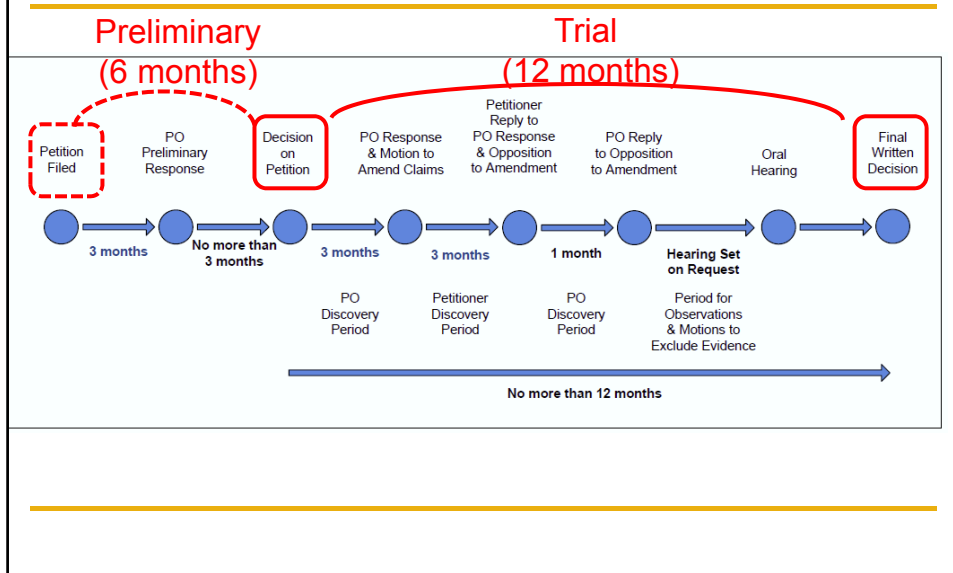 Preliminary
(6 months)
Trial
(12 months)
Petition
Filed
PO
Preliminary
Response
Decision
on
Petition
PO Response
& Motion to
Amend Claims
Petitioner
Reply to
PO Response
& Opposition
to Amendment
PO Reply
to Opposition
to Amendment
Oral
Hearing
Final
Written
Decision
3 months
No more than
3 months
3 months
3 months
1 month
Hearing Set
on Request
PO
Discovery
Period
Petitioner
Discovery
Period
PO
Discovery
Period
Period for
Observations
& Motions to
Exclude Evidence
No more than 12 months